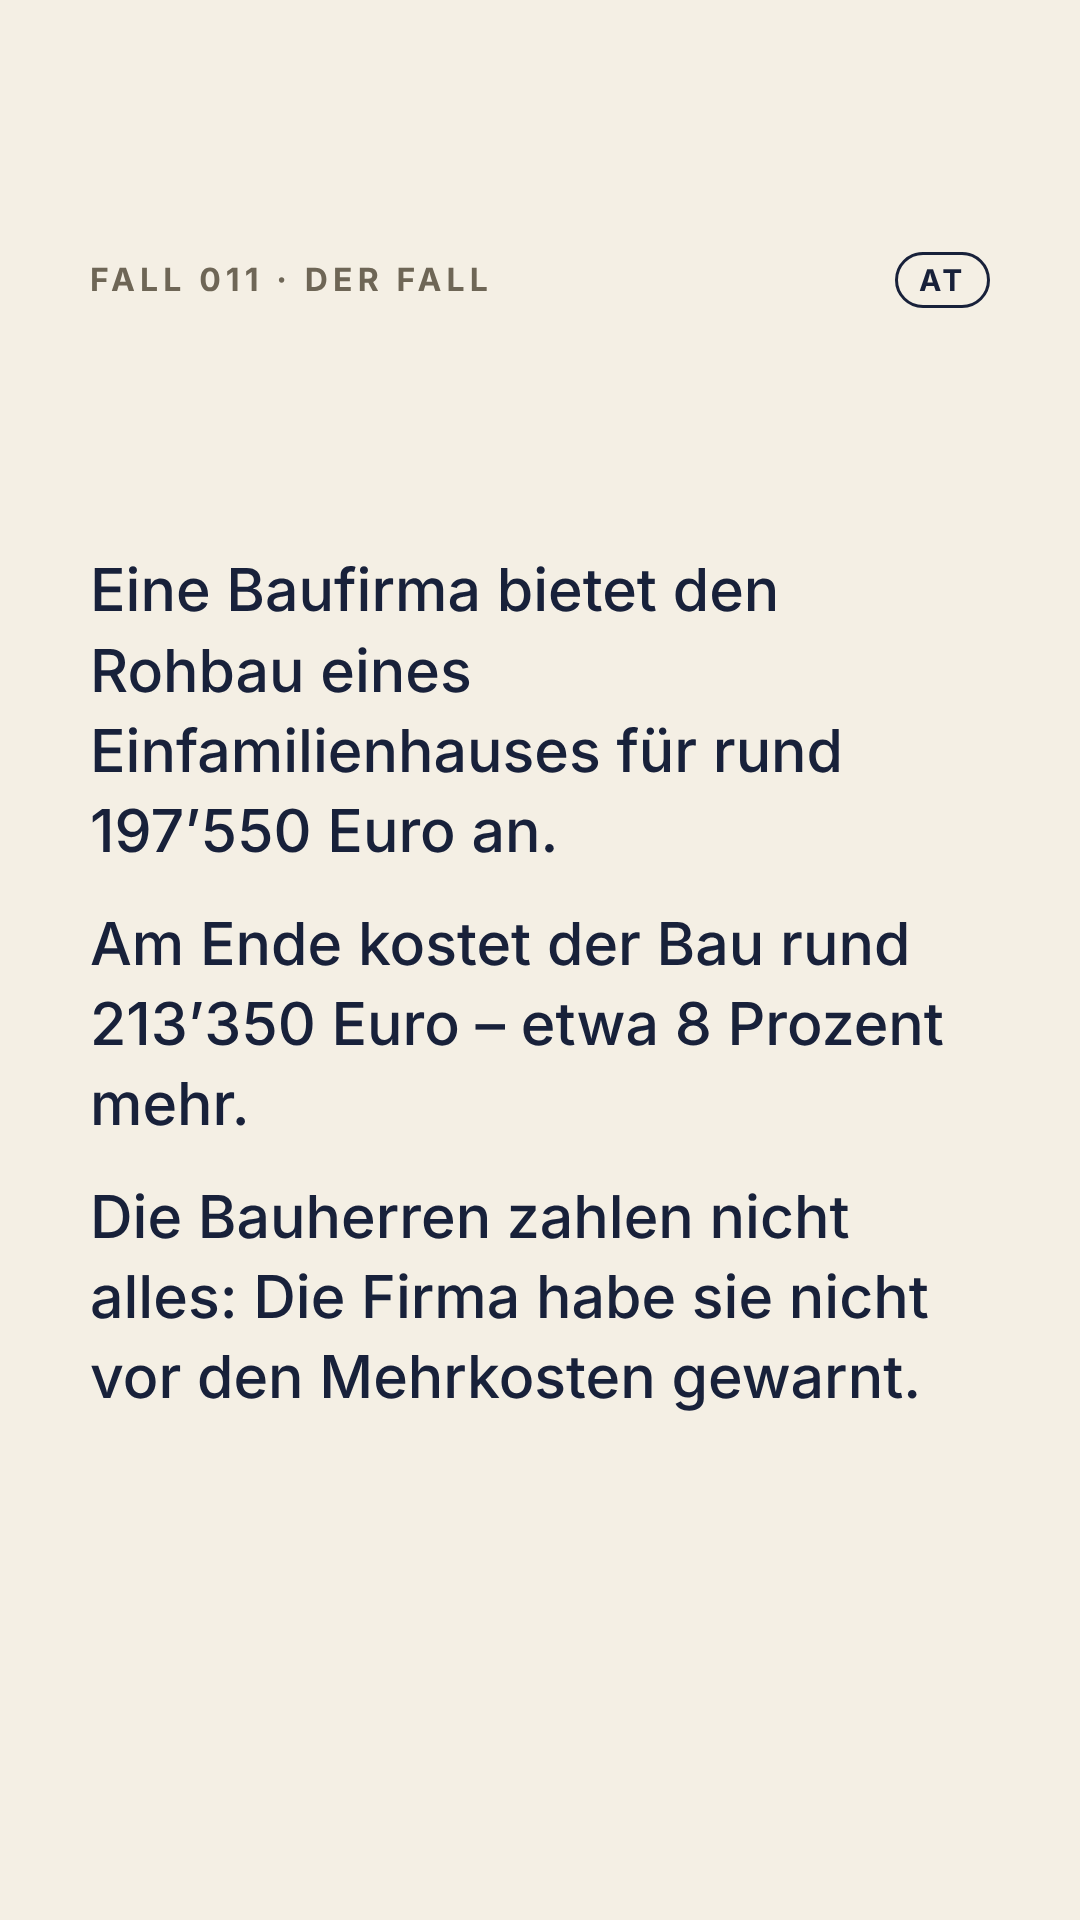 FALL 011 · DER FALL
AT
Eine Baufirma bietet den
Rohbau eines
Einfamilienhauses für rund
197’550 Euro an.
Am Ende kostet der Bau rund
213’350 Euro – etwa 8 Prozent
mehr.
Die Bauherren zahlen nicht
alles: Die Firma habe sie nicht
vor den Mehrkosten gewarnt.